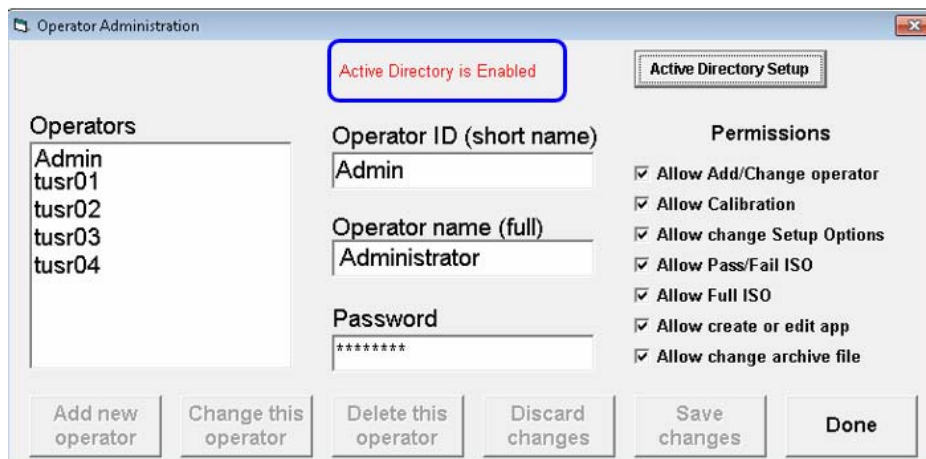 Operator Administration
Active Directory is Enabled
Active Directory Setup
Operators
Admin
tusr01
tusr02
tusr03
tusr04
Operator ID (short name)
Admin
Operator name (full)
Administrator
Password
********
Permissions
Allow Add/Change operator
Allow Calibration
Allow change Setup Options
Allow Pass/Fail ISO
Allow Full ISO
Allow create or edit app
Allow change archive file
Add new
operator
Change this
operator
Delete this
operator
Discard
changes
Save
changes
Done